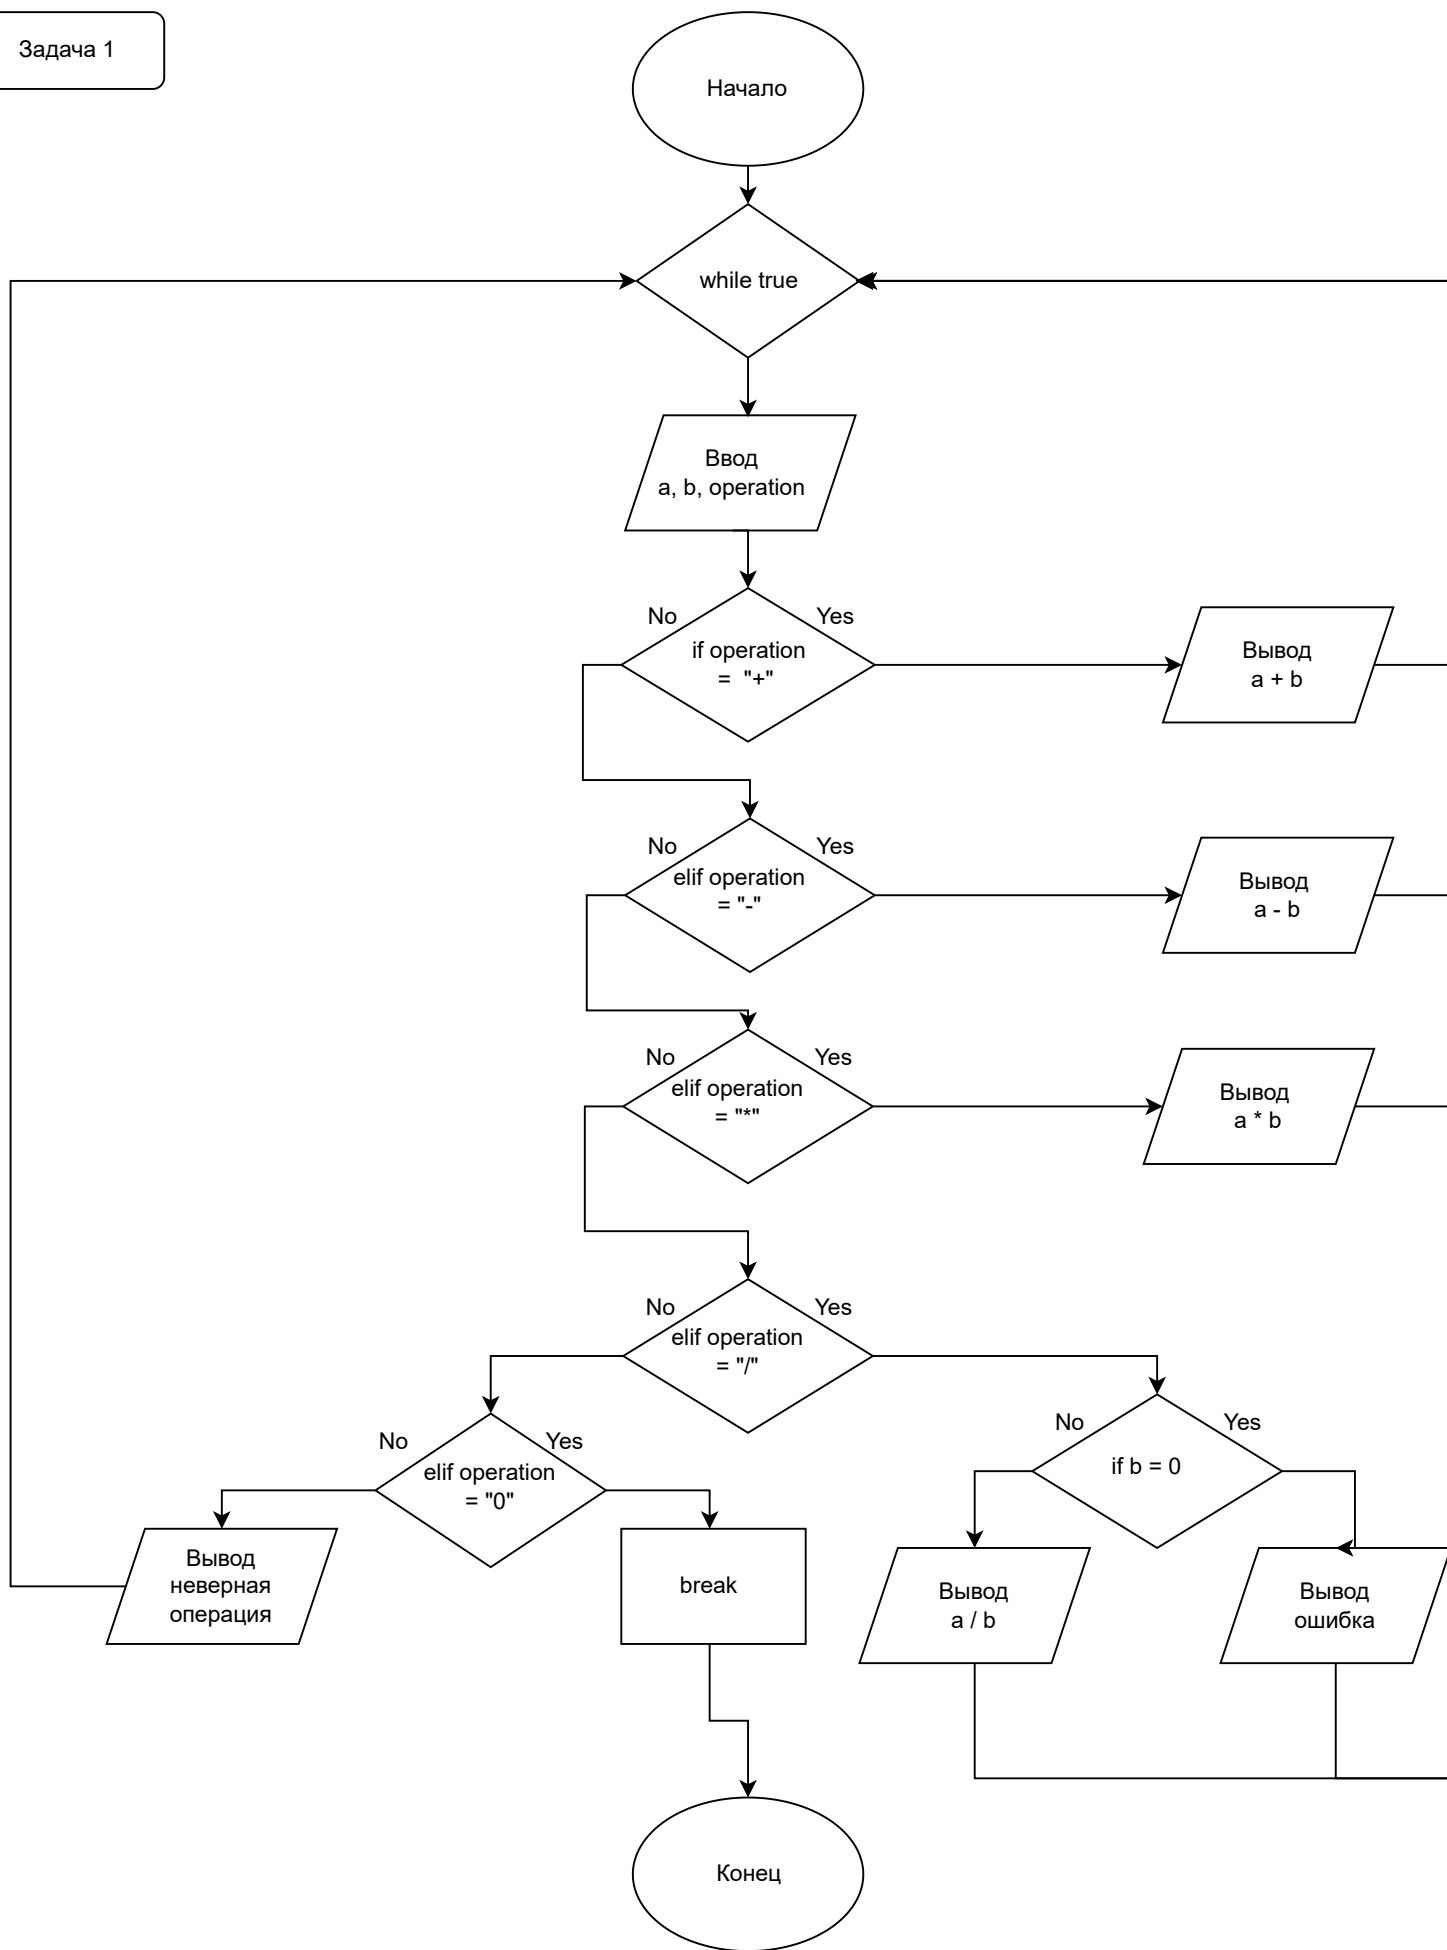 Задача 1
Начало
while true
Ввод
a, b, operation
No
Yes
if operation
= "+"
Вывод
a + b
No
Yes
elif operation
= "-"
Вывод
a - b
No
Yes
elif operation
= "*"
Вывод
a * b
No
Yes
elif operation
= "/"
No
Yes
elif operation
= "0"
No
Yes
if b = 0
Вывод
неверная
операция
break
Вывод
a / b
Вывод
ошибка
Конец